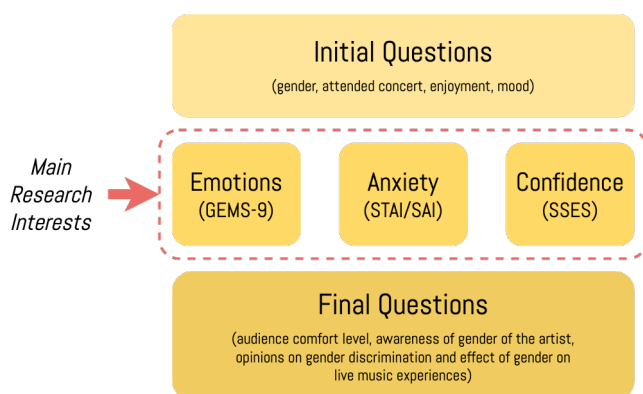 Initial Questions
(gender, attended concert, enjoyment, mood)
Main
Research
Interests
Emotions
(GEMS-9)
Anxiety
(STAI/SAI)
Confidence
(SSES)
Final Questions
(audience comfort level, awareness of gender of the artist,
opinions on gender discrimination and effect of gender on
live music experiences)